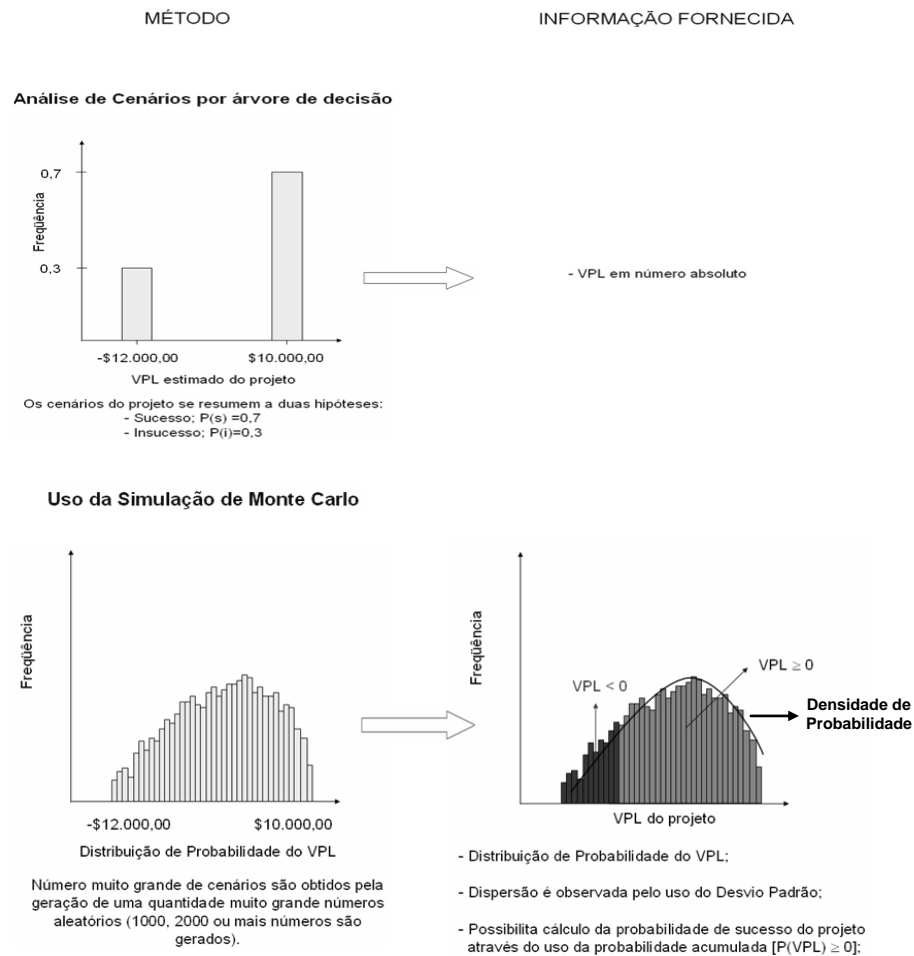 MÉTODO
INFORMAÇÃO FORNECIDA
Análise de Cenários por árvore de decisão
Freqüência
0,7
0,3
-$12.000,00
$10.000,00
VPL estimado do projeto
Os cenários do projeto se resumem a duas hipóteses:
- Sucesso; P(s) =0,7
- Insucesso; P(i)=0,3
- VPL em número absoluto
Uso da Simulação de Monte Carlo
Freqüência
-$12.000,00
$10.000,00
Distribuição de Probabilidade do VPL
Número muito grande de cenários são obtidos pela
geração de uma quantidade muito grande números
aleatórios (1000, 2000 ou mais números são
gerados).
Freqüência
VPL < 0
VPL ≥ 0
Densidade de
Probabilidade
VPL do projeto
- Distribuição de Probabilidade do VPL;
- Dispersão é observada pelo uso do Desvio Padrão;
- Possibilita cálculo da probabilidade de sucesso do projeto
através do uso da probabilidade acumulada [P(VPL) ≥ 0];